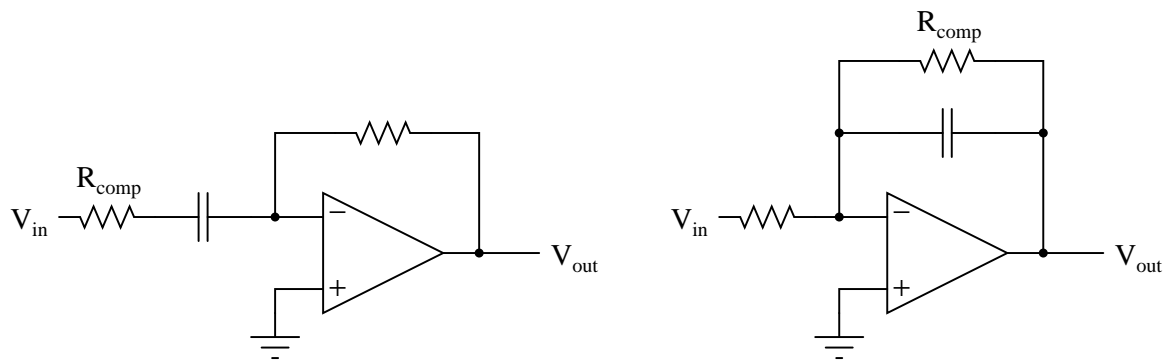 R_comp
V_in
−
+
V_out
R_comp
V_in
−
+
V_out